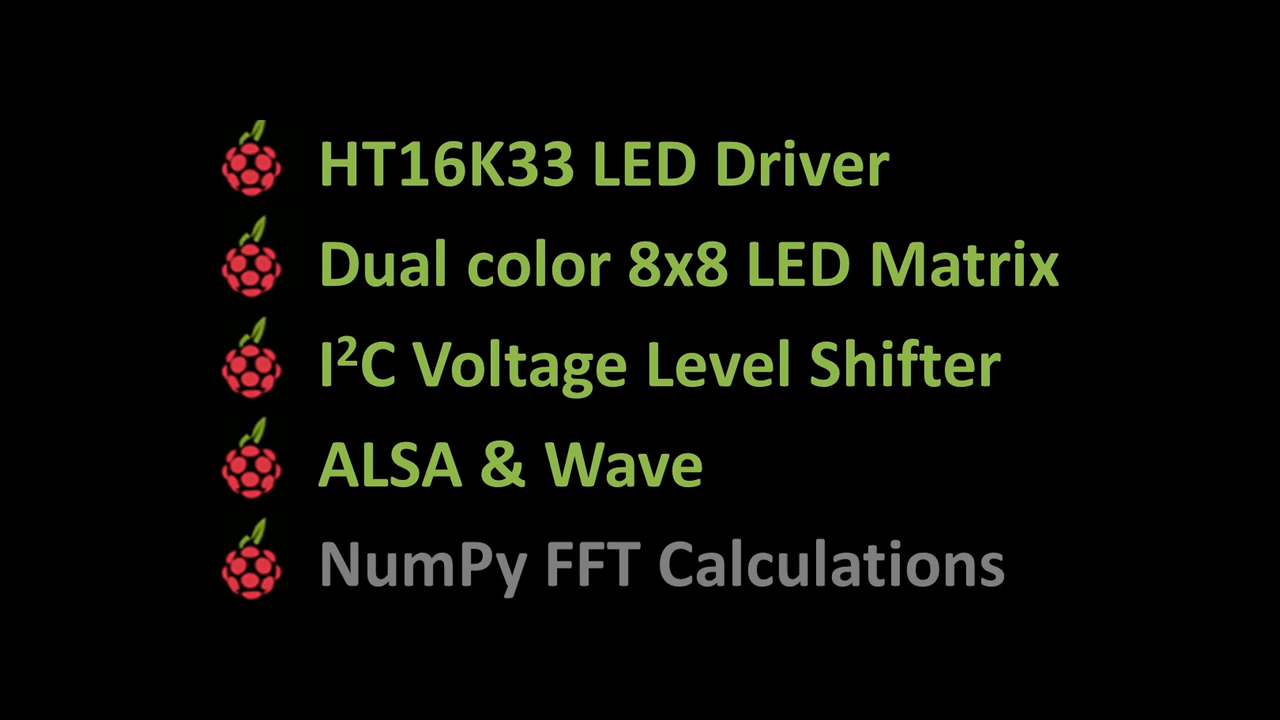 HT16K33 LED Driver
Dual color 8x8 LED Matrix
I²C Voltage Level Shifter
ALSA & Wave
NumPy FFT Calculations